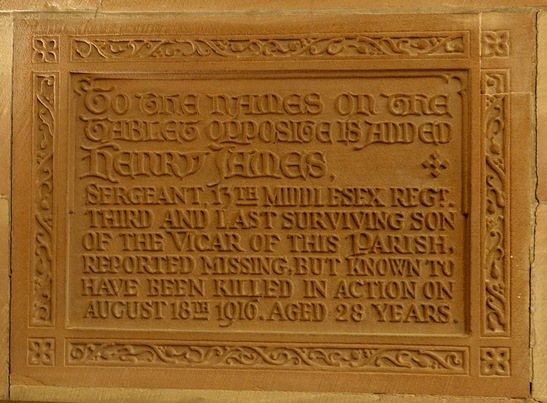 TO THE NAMES ON THE
TABLET OPPOSITE IS ADDED
HENRY JAMES,
SERGEANT. 13TH MIDDLESEX REGT.
THIRD AND LAST SURVIVING SON
OF THE VICAR OF THIS PARISH.
REPORTED MISSING, BUT KNOWN TO
HAVE BEEN KILLED IN ACTION ON
AUGUST 18TH 1916. AGED 28 YEARS.